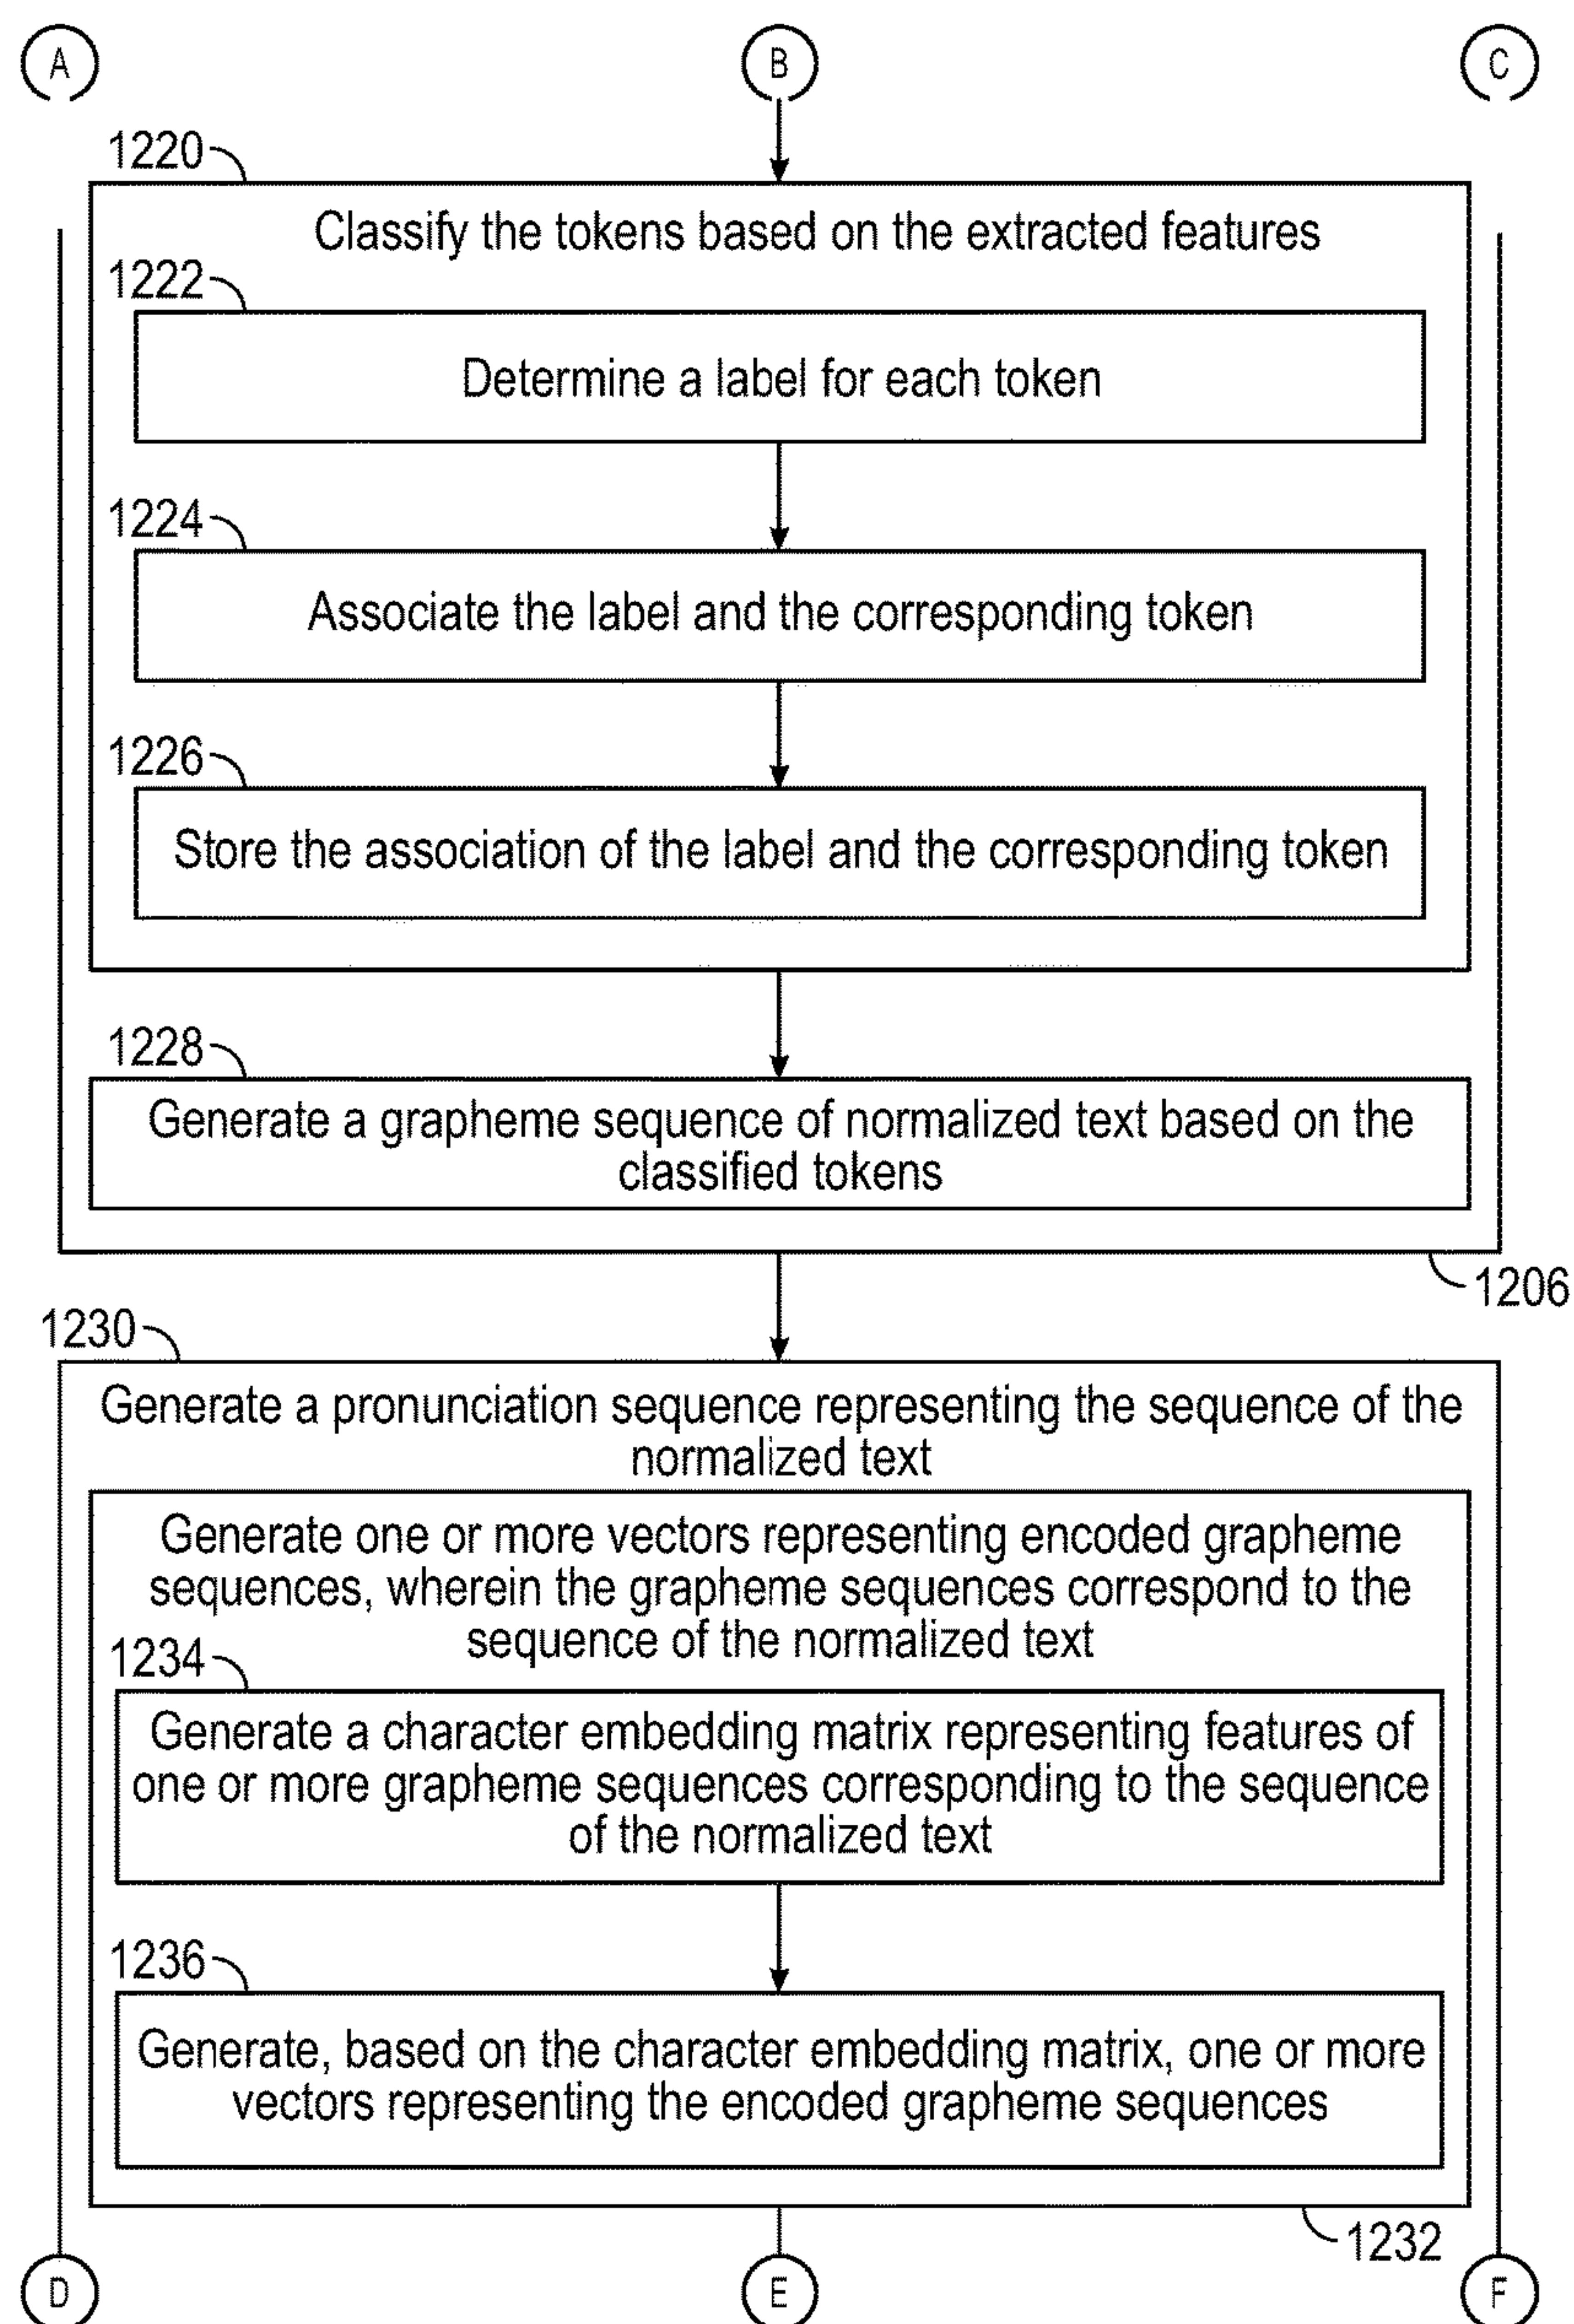 A
B
C
1220
Classify the tokens based on the extracted features
1222
Determine a label for each token
1224
Associate the label and the corresponding token
1226
Store the association of the label and the corresponding token
1228
Generate a grapheme sequence of normalized text based on the
classified tokens
1206
1230
Generate a pronunciation sequence representing the sequence of the
normalized text
Generate one or more vectors representing encoded grapheme
sequences, wherein the grapheme sequences correspond to the
sequence of the normalized text
1234
Generate a character embedding matrix representing features of
one or more grapheme sequences corresponding to the sequence
of the normalized text
1236
Generate, based on the character embedding matrix, one or more
vectors representing the encoded grapheme sequences
1232
D
E
F